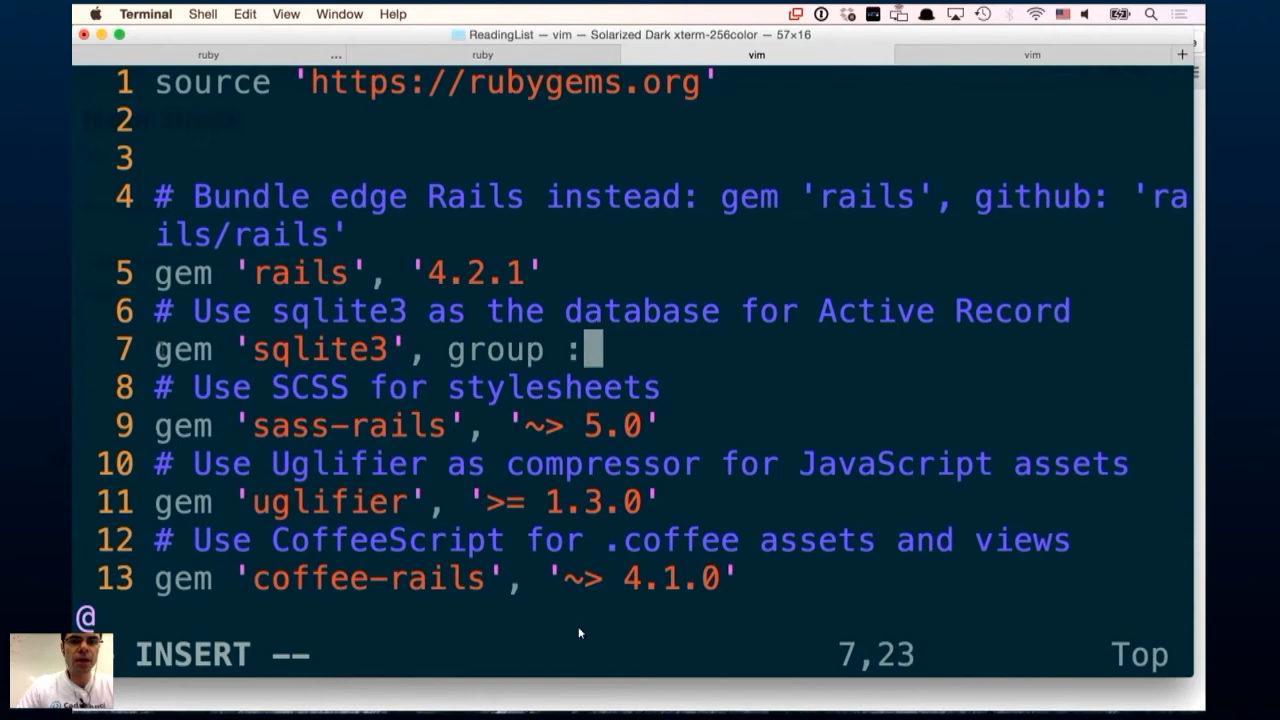 Terminal Shell Edit View Window Help
ReadingList — vim — Solarized Dark xterm-256color — 57×16
ruby ... ruby vim vim +
1 source 'https://rubygems.org'
2
3
4 # Bundle edge Rails instead: gem 'rails', github: 'ra
ils/rails'
5 gem 'rails', '4.2.1'
6 # Use sqlite3 as the database for Active Record
7 gem 'sqlite3', group :
8 # Use SCSS for stylesheets
9 gem 'sass-rails', '~> 5.0'
10 # Use Uglifier as compressor for JavaScript assets
11 gem 'uglifier', '>= 1.3.0'
12 # Use CoffeeScript for .coffee assets and views
13 gem 'coffee-rails', '~> 4.1.0'
@
INSERT -- 7,23 Top